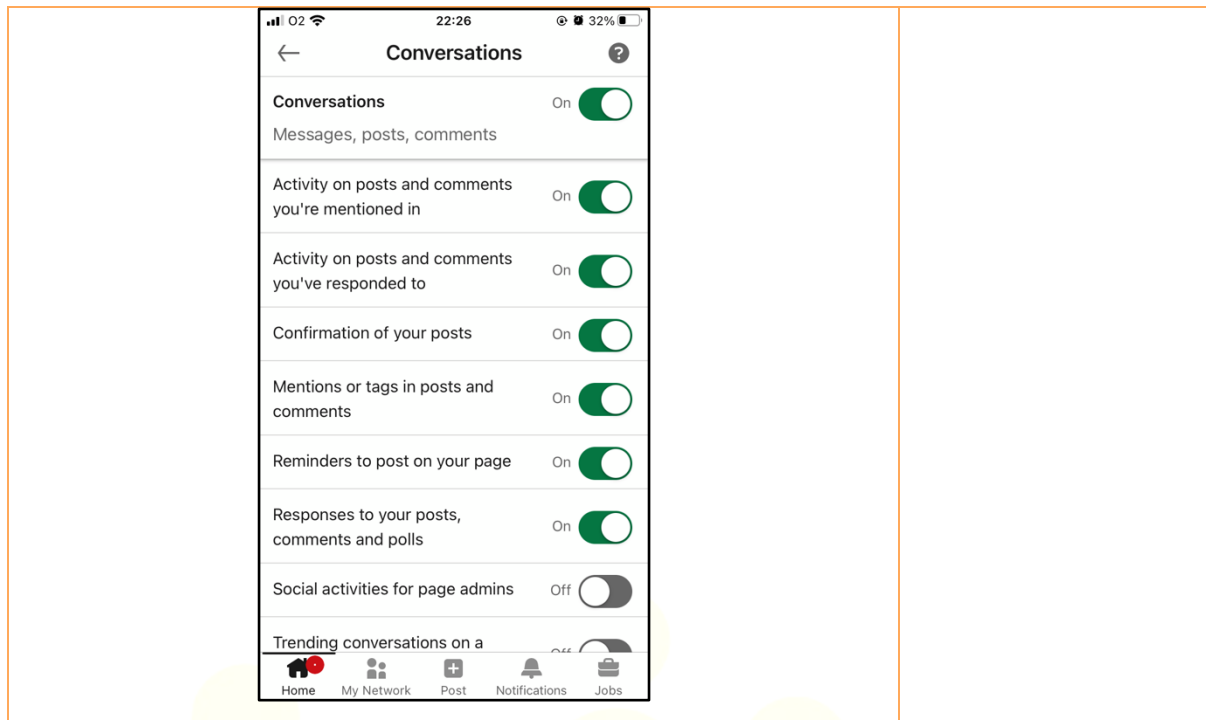 O2 22:26 32%
Conversations ?
Conversations On
Messages, posts, comments
Activity on posts and comments
you're mentioned in
On
Activity on posts and comments
you've responded to
On
Confirmation of your posts On
Mentions or tags in posts and
comments
On
Reminders to post on your page On
Responses to your posts,
comments and polls
On
Social activities for page admins Off
Trending conversations on a
Off
Home My Network Post Notifications Jobs